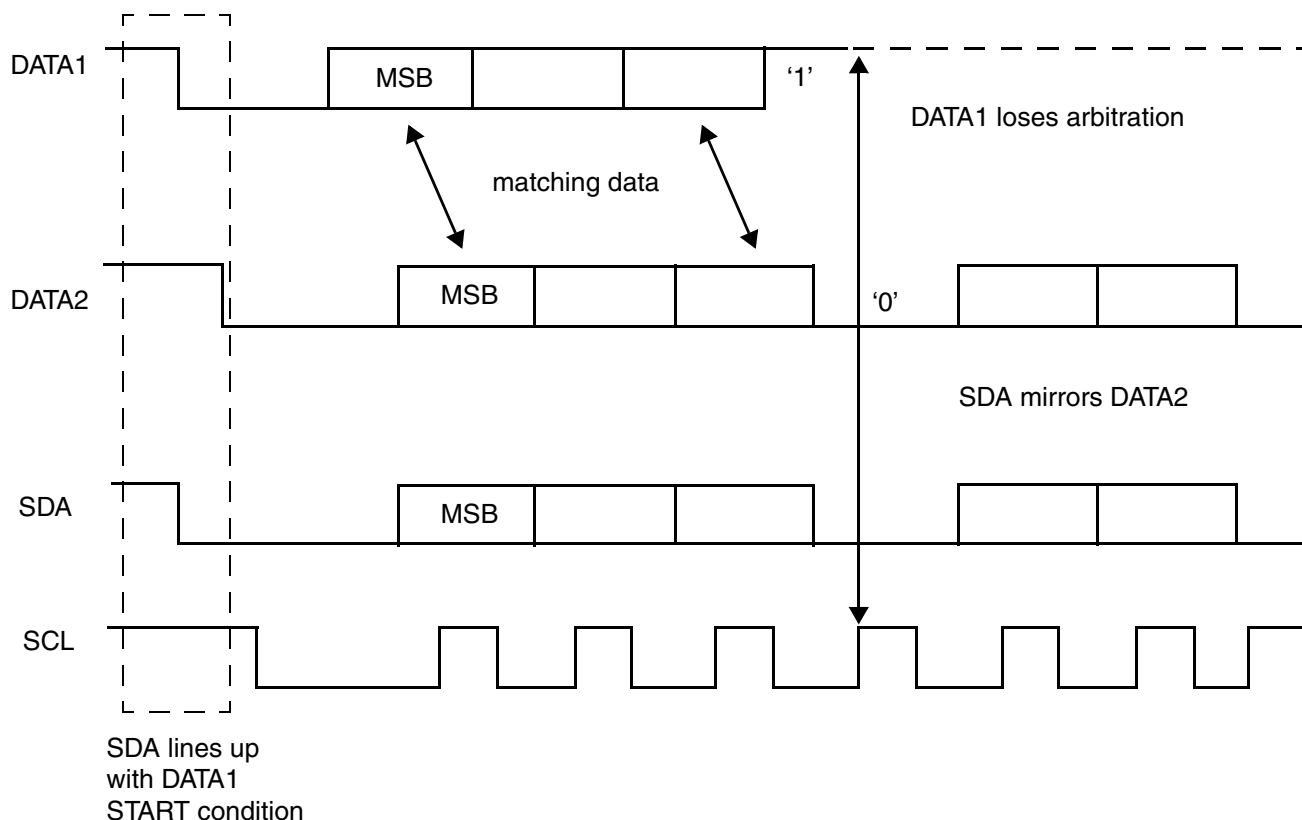 DATA1
MSB
‘1’
DATA1 loses arbitration
matching data
DATA2
MSB
‘0’
SDA mirrors DATA2
SDA
MSB
SCL
SDA lines up
with DATA1
START condition